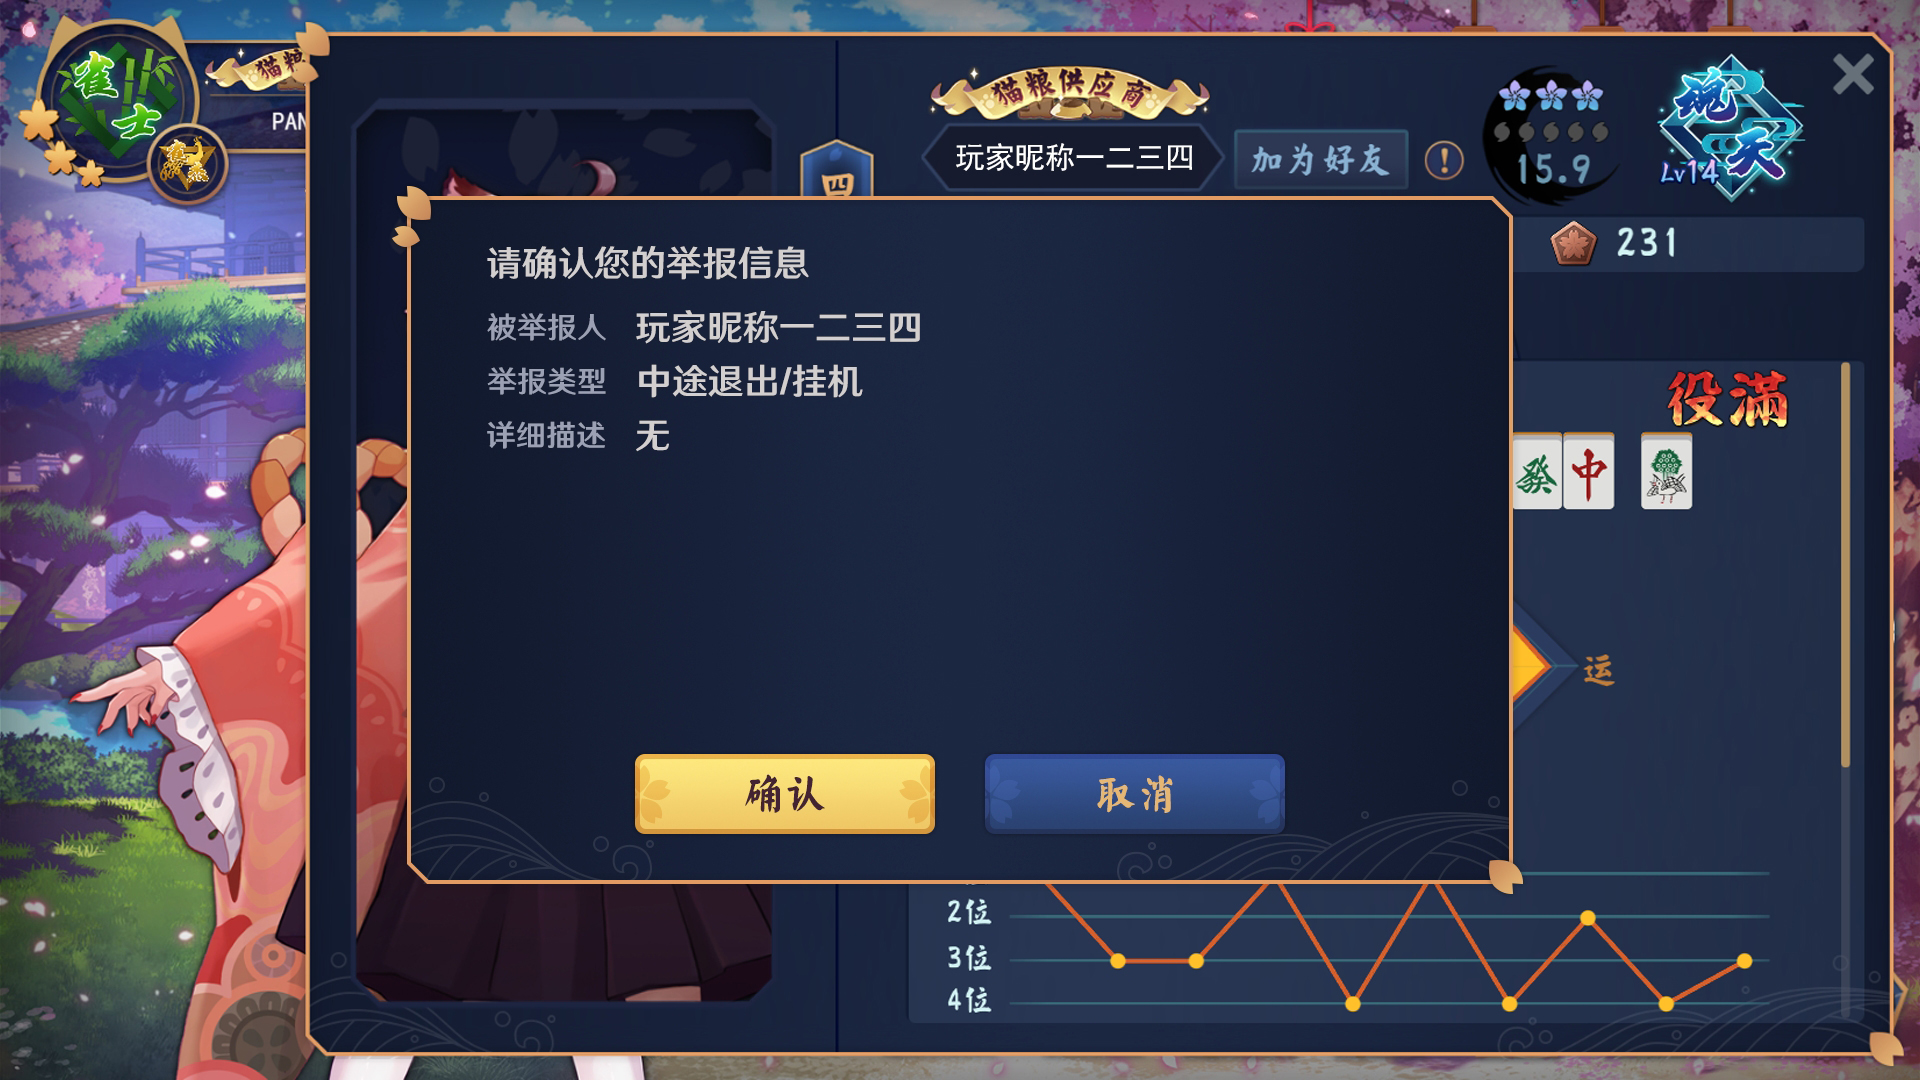 雀士
猫粮
PAN
猫粮供应商
玩家昵称一二三四
加为好友
15.9
魂天
Lv14
四
231
请确认您的举报信息
被举报人 玩家昵称一二三四
举报类型 中途退出/挂机
详细描述 无
役满
發 中
运
确认
取消
2位
3位
4位